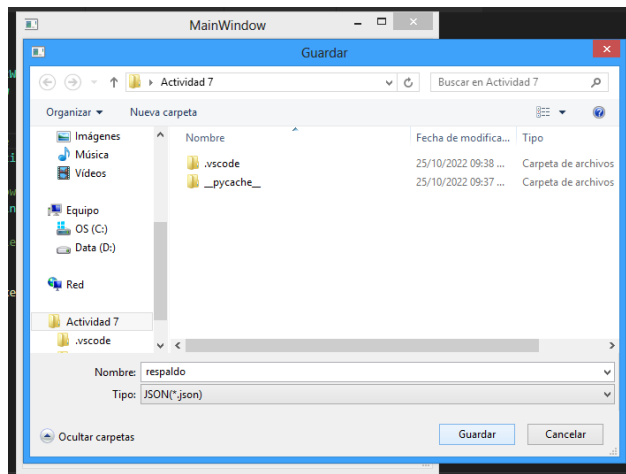 MainWindow
Guardar
Actividad 7
Buscar en Actividad 7
Organizar
Nueva carpeta
Imágenes
Música
Vídeos
Equipo
OS (C:)
Data (D:)
Red
Actividad 7
.vscode
Nombre
Fecha de modifica...
Tipo
.vscode
25/10/2022 09:38 ...
Carpeta de archivos
__pycache__
25/10/2022 09:37 ...
Carpeta de archivos
Nombre: respaldo
Tipo: JSON(*.json)
Ocultar carpetas
Guardar
Cancelar